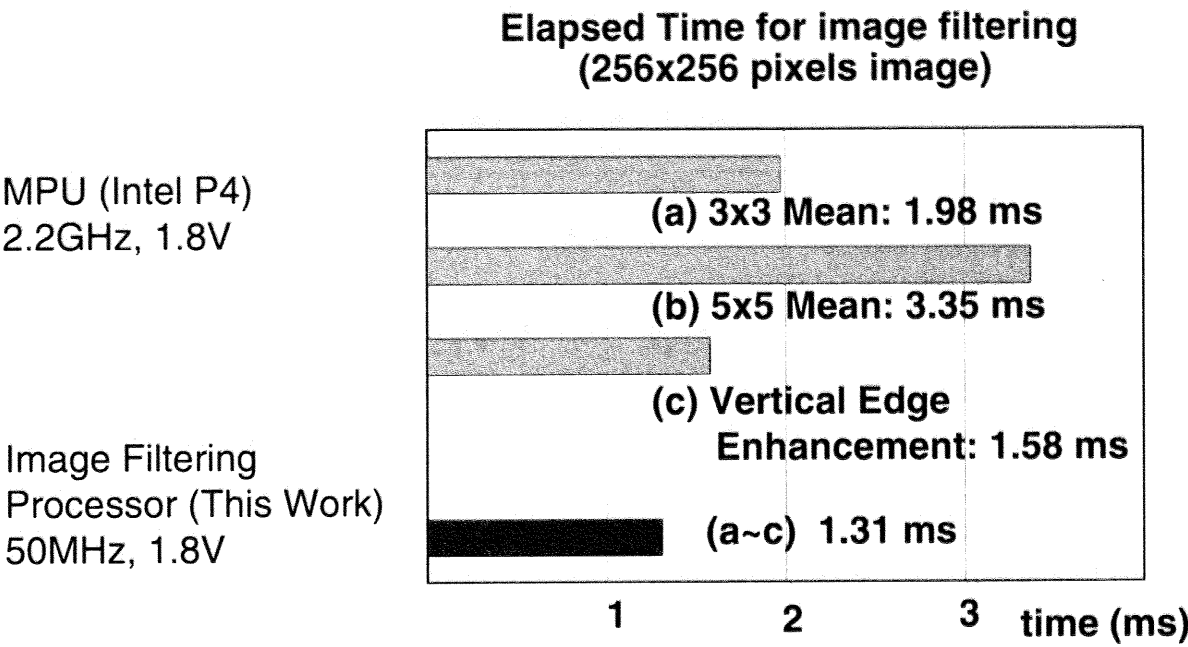 Elapsed Time for image filtering
(256x256 pixels image)
MPU (Intel P4)
2.2GHz, 1.8V
(a) 3x3 Mean: 1.98 ms
(b) 5x5 Mean: 3.35 ms
(c) Vertical Edge
Enhancement: 1.58 ms
Image Filtering
Processor (This Work)
50MHz, 1.8V
(a~c) 1.31 ms
1 2 3 time (ms)